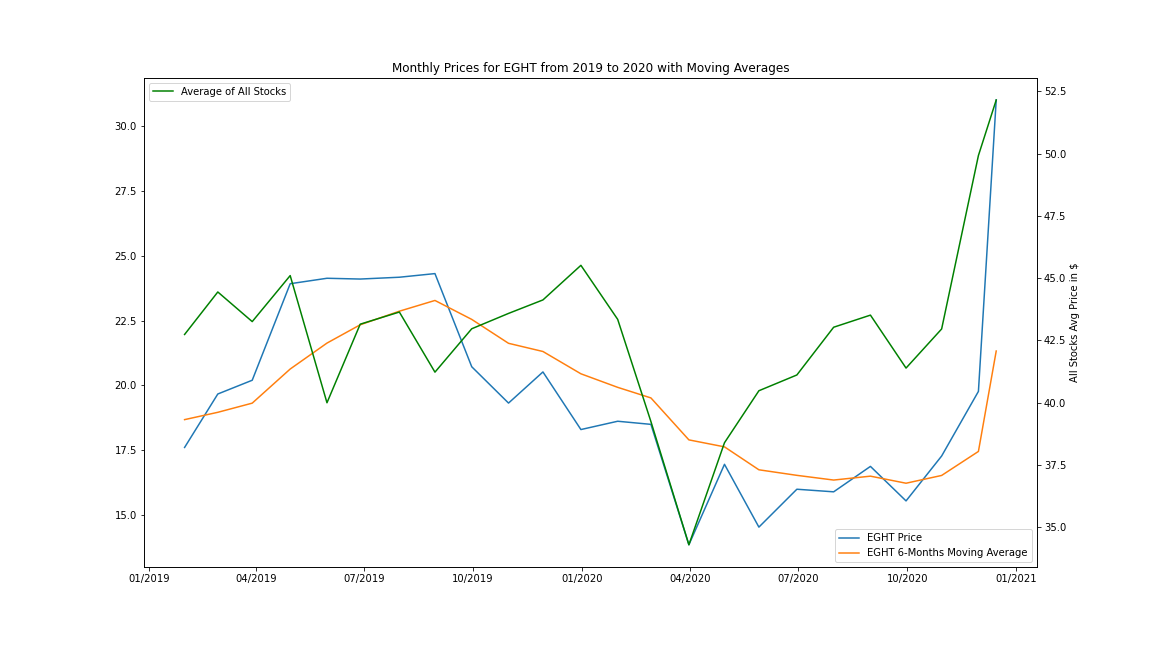 Monthly Prices for EGHT from 2019 to 2020 with Moving Averages
Average of All Stocks
30.0
27.5
25.0
22.5
20.0
17.5
15.0
52.5
50.0
47.5
45.0
42.5
40.0
37.5
35.0
All Stocks Avg Price in $
EGHT Price
EGHT 6-Months Moving Average
01/2019 04/2019 07/2019 10/2019 01/2020 04/2020 07/2020 10/2020 01/2021